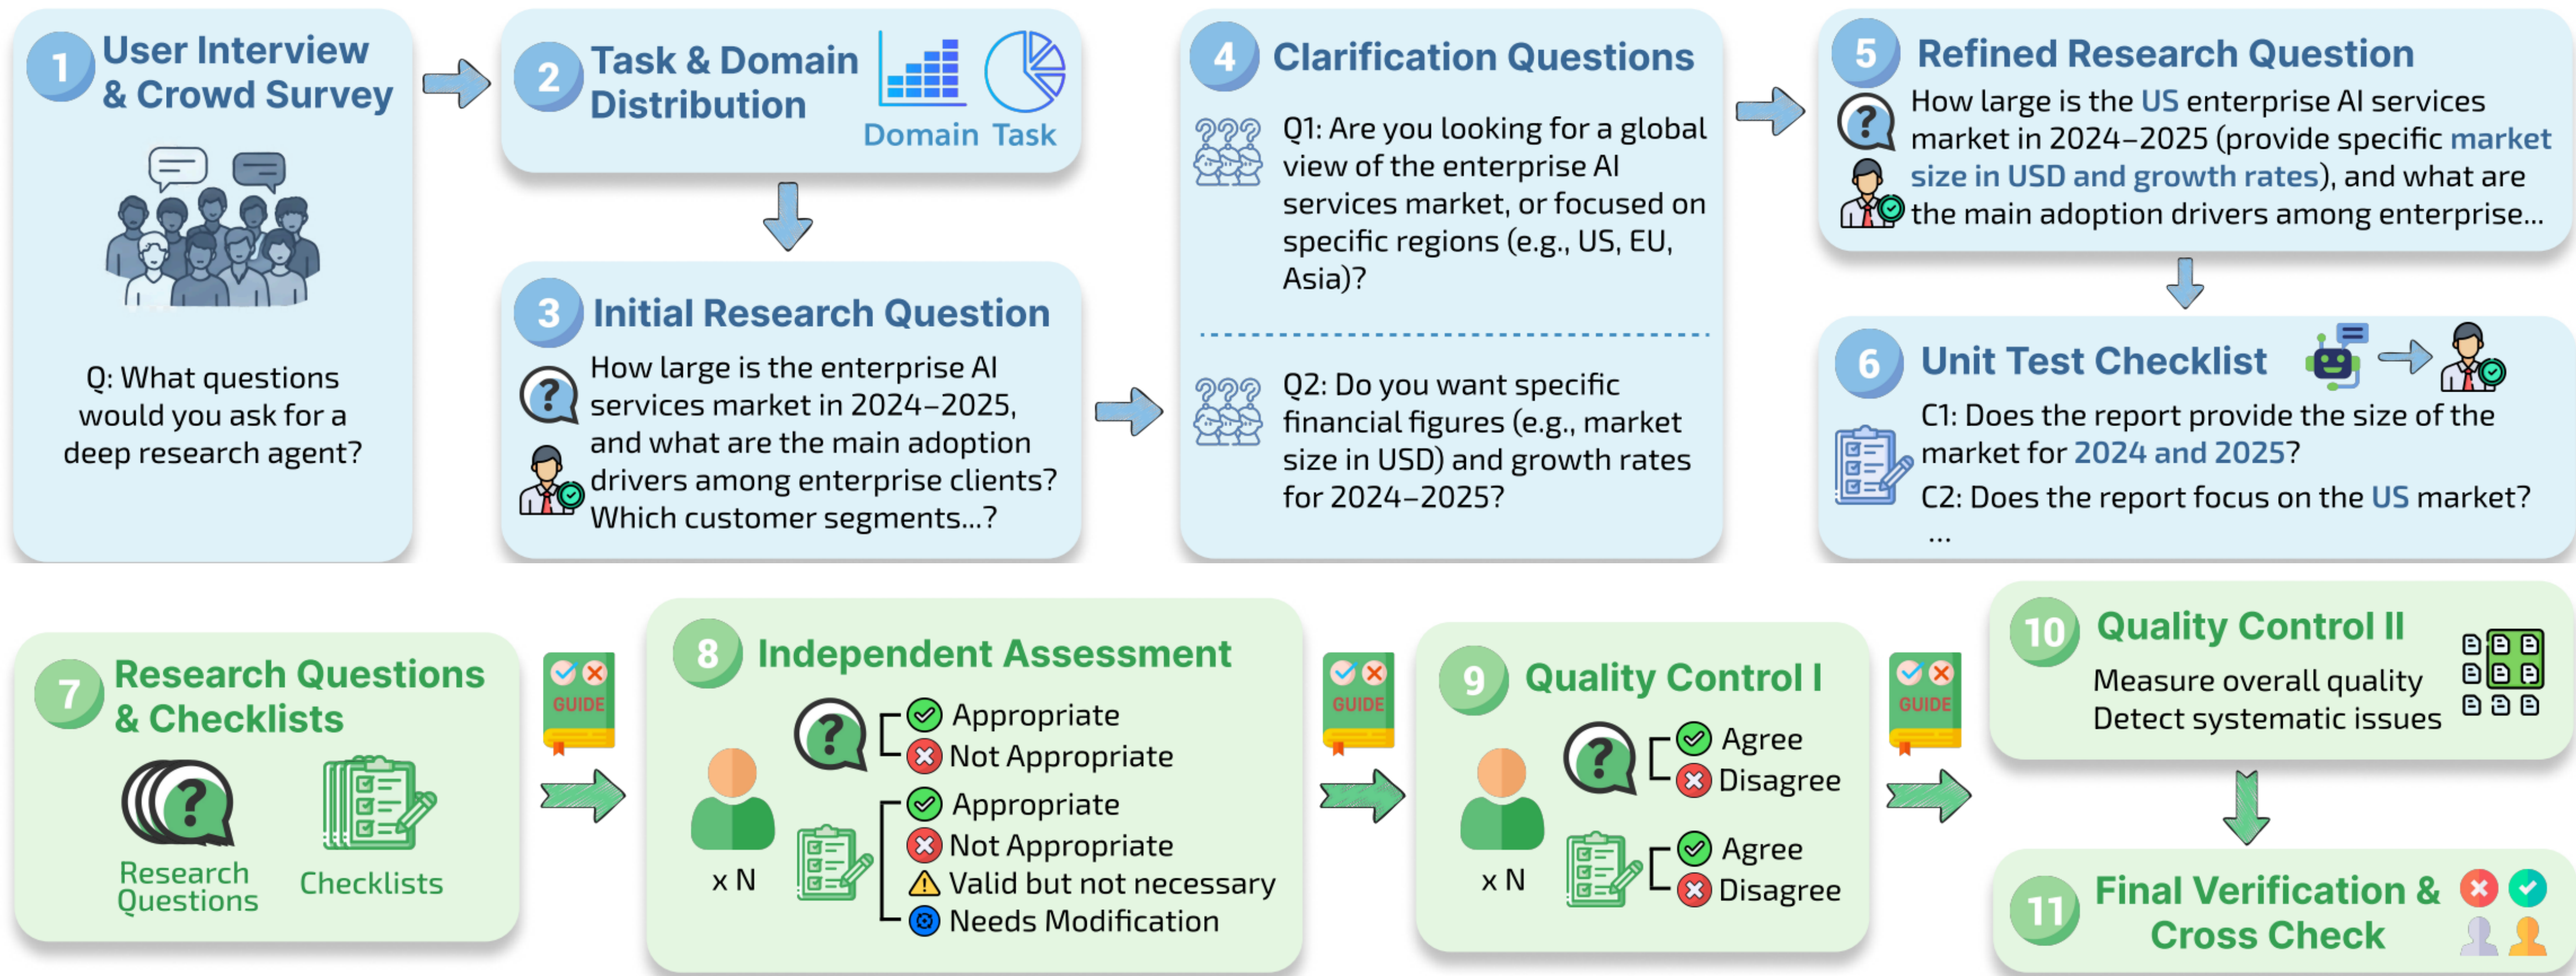 1
User Interview
& Crowd Survey
Q: What questions
would you ask for a
deep research agent?
2
Task & Domain
Distribution
Domain Task
3
Initial Research Question
How large is the enterprise AI
services market in 2024–2025,
and what are the main adoption
drivers among enterprise clients?
Which customer segments...?
4
Clarification Questions
Q1: Are you looking for a global
view of the enterprise AI
services market, or focused on
specific regions (e.g., US, EU,
Asia)?
Q2: Do you want specific
financial figures (e.g., market
size in USD) and growth rates
for 2024–2025?
5
Refined Research Question
How large is the US enterprise AI services
market in 2024–2025 (provide specific market
size in USD and growth rates), and what are
the main adoption drivers among enterprise...
6
Unit Test Checklist
C1: Does the report provide the size of the
market for 2024 and 2025?
C2: Does the report focus on the US market?
...
7
Research Questions
& Checklists
Research
Questions
Checklists
GUIDE
8
Independent Assessment
Appropriate
Not Appropriate
Appropriate
Not Appropriate
Valid but not necessary
Needs Modification
x N
GUIDE
9
Quality Control I
Agree
Disagree
Agree
Disagree
x N
GUIDE
10
Quality Control II
Measure overall quality
Detect systematic issues
11
Final Verification &
Cross Check